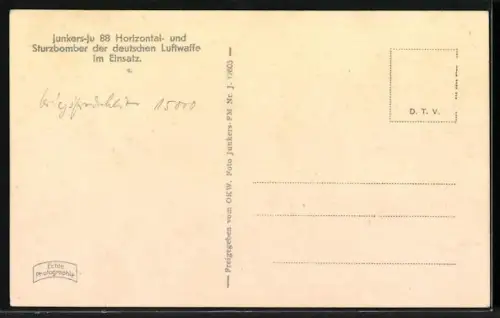 Junkers-Ju 88 Horizontal- und
Sturzbomber der deutschen Luftwaffe
im Einsatz.
15000
— Freigegeben vom OKW. Foto Junkers-FM Nr. J.
D. T. V.
Echte
Photographie